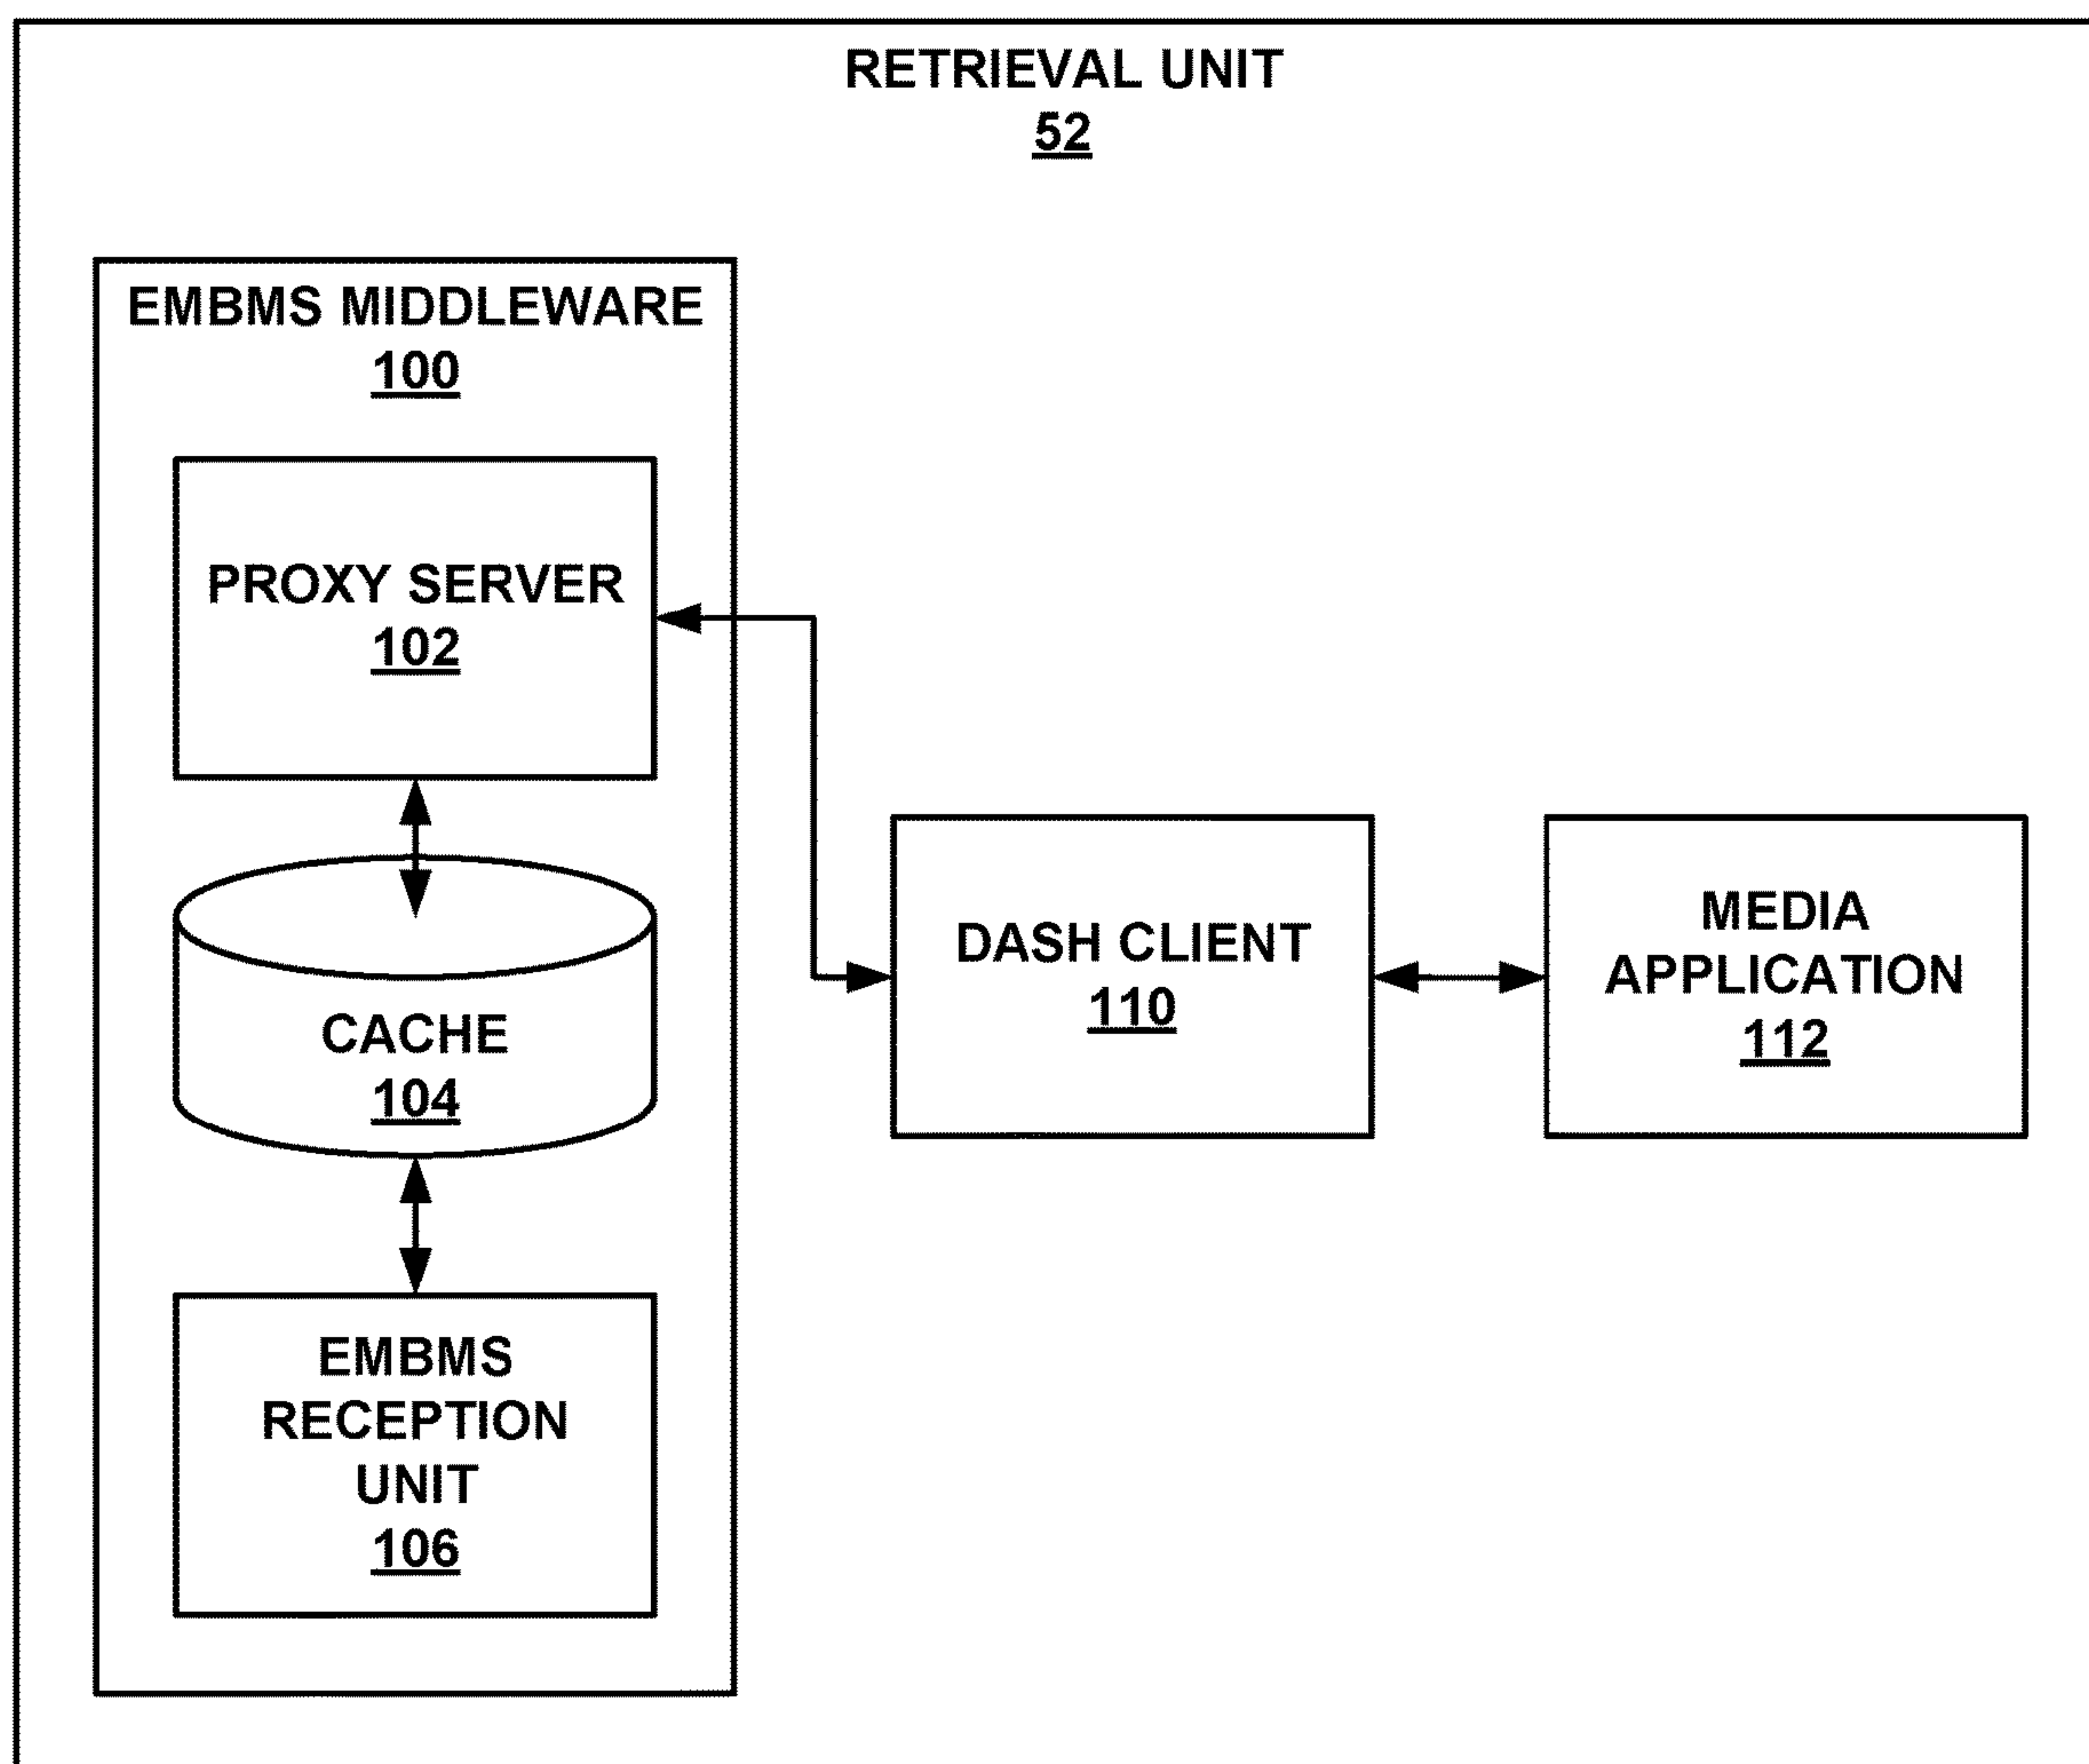 RETRIEVAL UNIT
52
EMBMS MIDDLEWARE
100
PROXY SERVER
102
CACHE
104
EMBMS
RECEPTION
UNIT
106
DASH CLIENT
110
MEDIA
APPLICATION
112